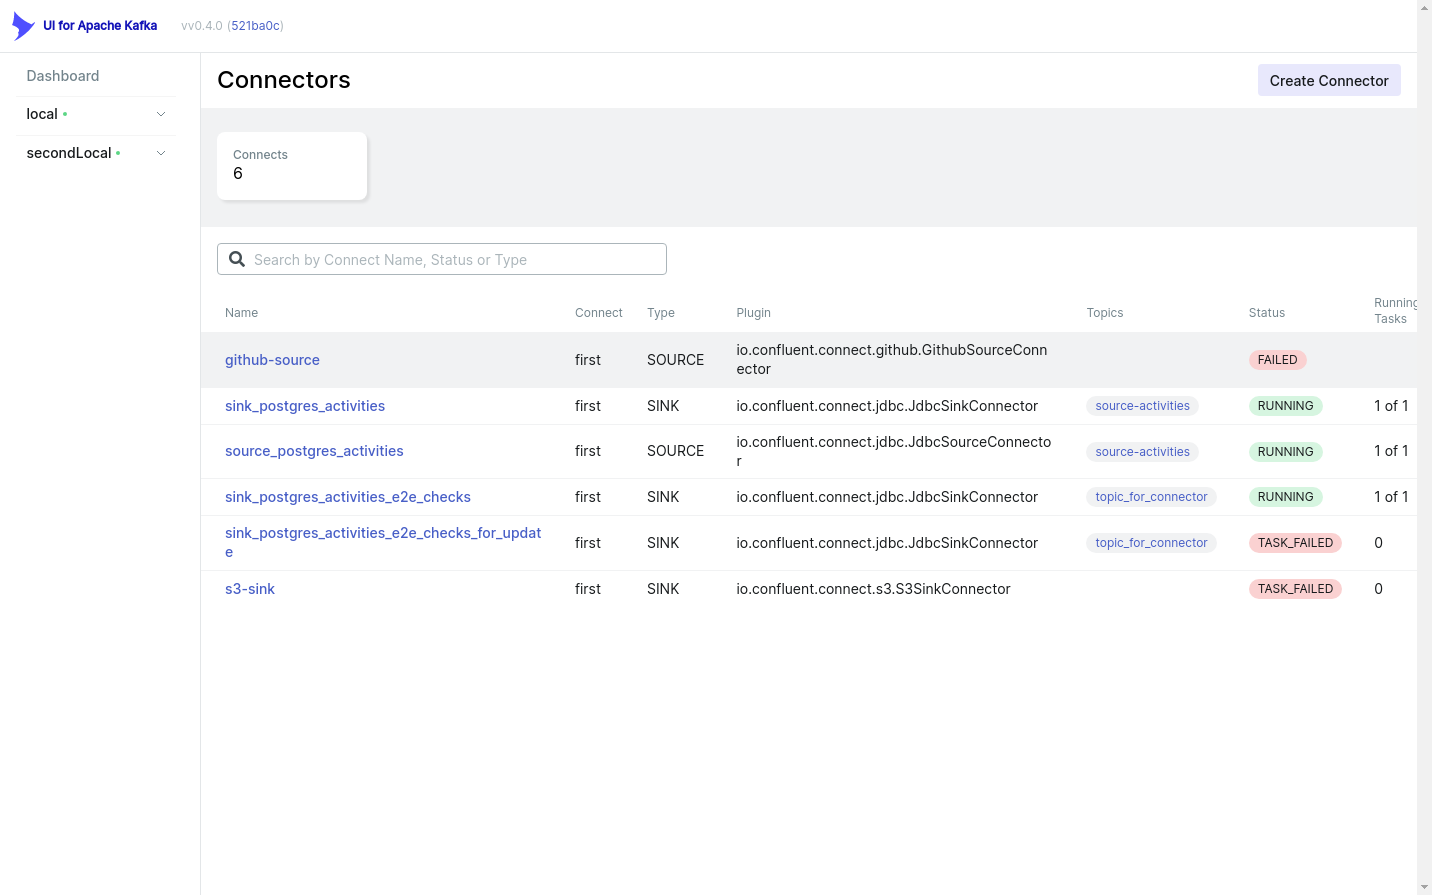 UI for Apache Kafka vv0.4.0 (521ba0c)
Dashboard
local
secondLocal
Connectors
Create Connector
Connects
6
Search by Connect Name, Status or Type
Name Connect Type Plugin Topics Status Running
Tasks
github-source first SOURCE io.confluent.connect.github.GithubSourceConn
ector FAILED
sink_postgres_activities first SINK io.confluent.connect.jdbc.JdbcSinkConnector source-activities RUNNING 1 of 1
source_postgres_activities first SOURCE io.confluent.connect.jdbc.JdbcSourceConnecto
r source-activities RUNNING 1 of 1
sink_postgres_activities_e2e_checks first SINK io.confluent.connect.jdbc.JdbcSinkConnector topic_for_connector RUNNING 1 of 1
sink_postgres_activities_e2e_checks_for_updat
e first SINK io.confluent.connect.jdbc.JdbcSinkConnector topic_for_connector TASK_FAILED 0
s3-sink first SINK io.confluent.connect.s3.S3SinkConnector TASK_FAILED 0